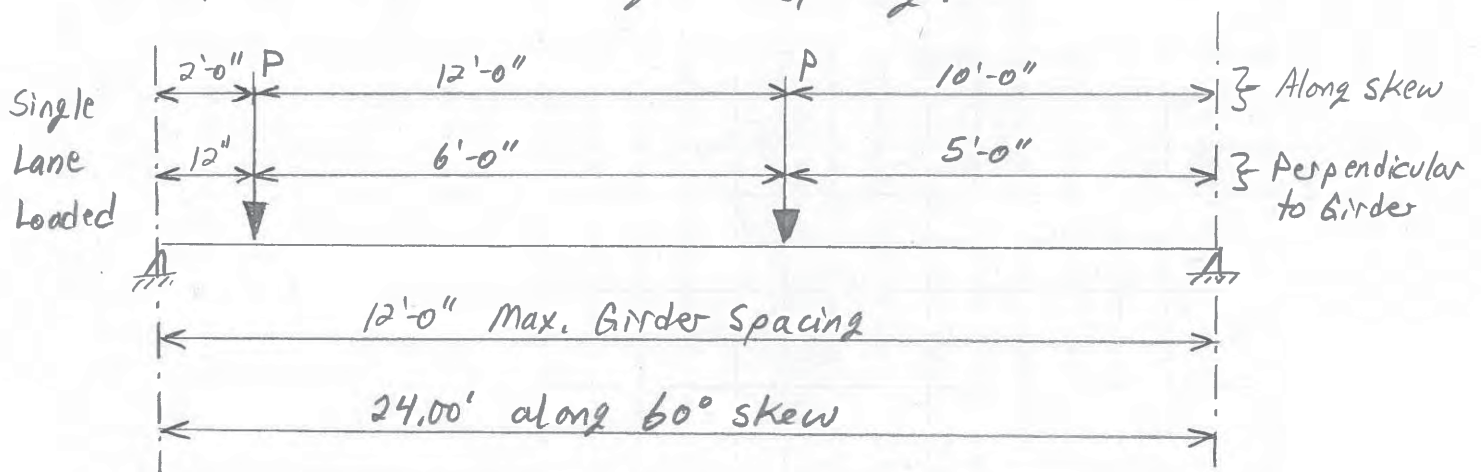 2'-0" P 12'-0" P 10'-0" } Along skew
Single
Lane
Loaded
12" 6'-0" 5'-0" } Perpendicular
to Girder
12'-0" Max. Girder Spacing
24.00' along 60° skew